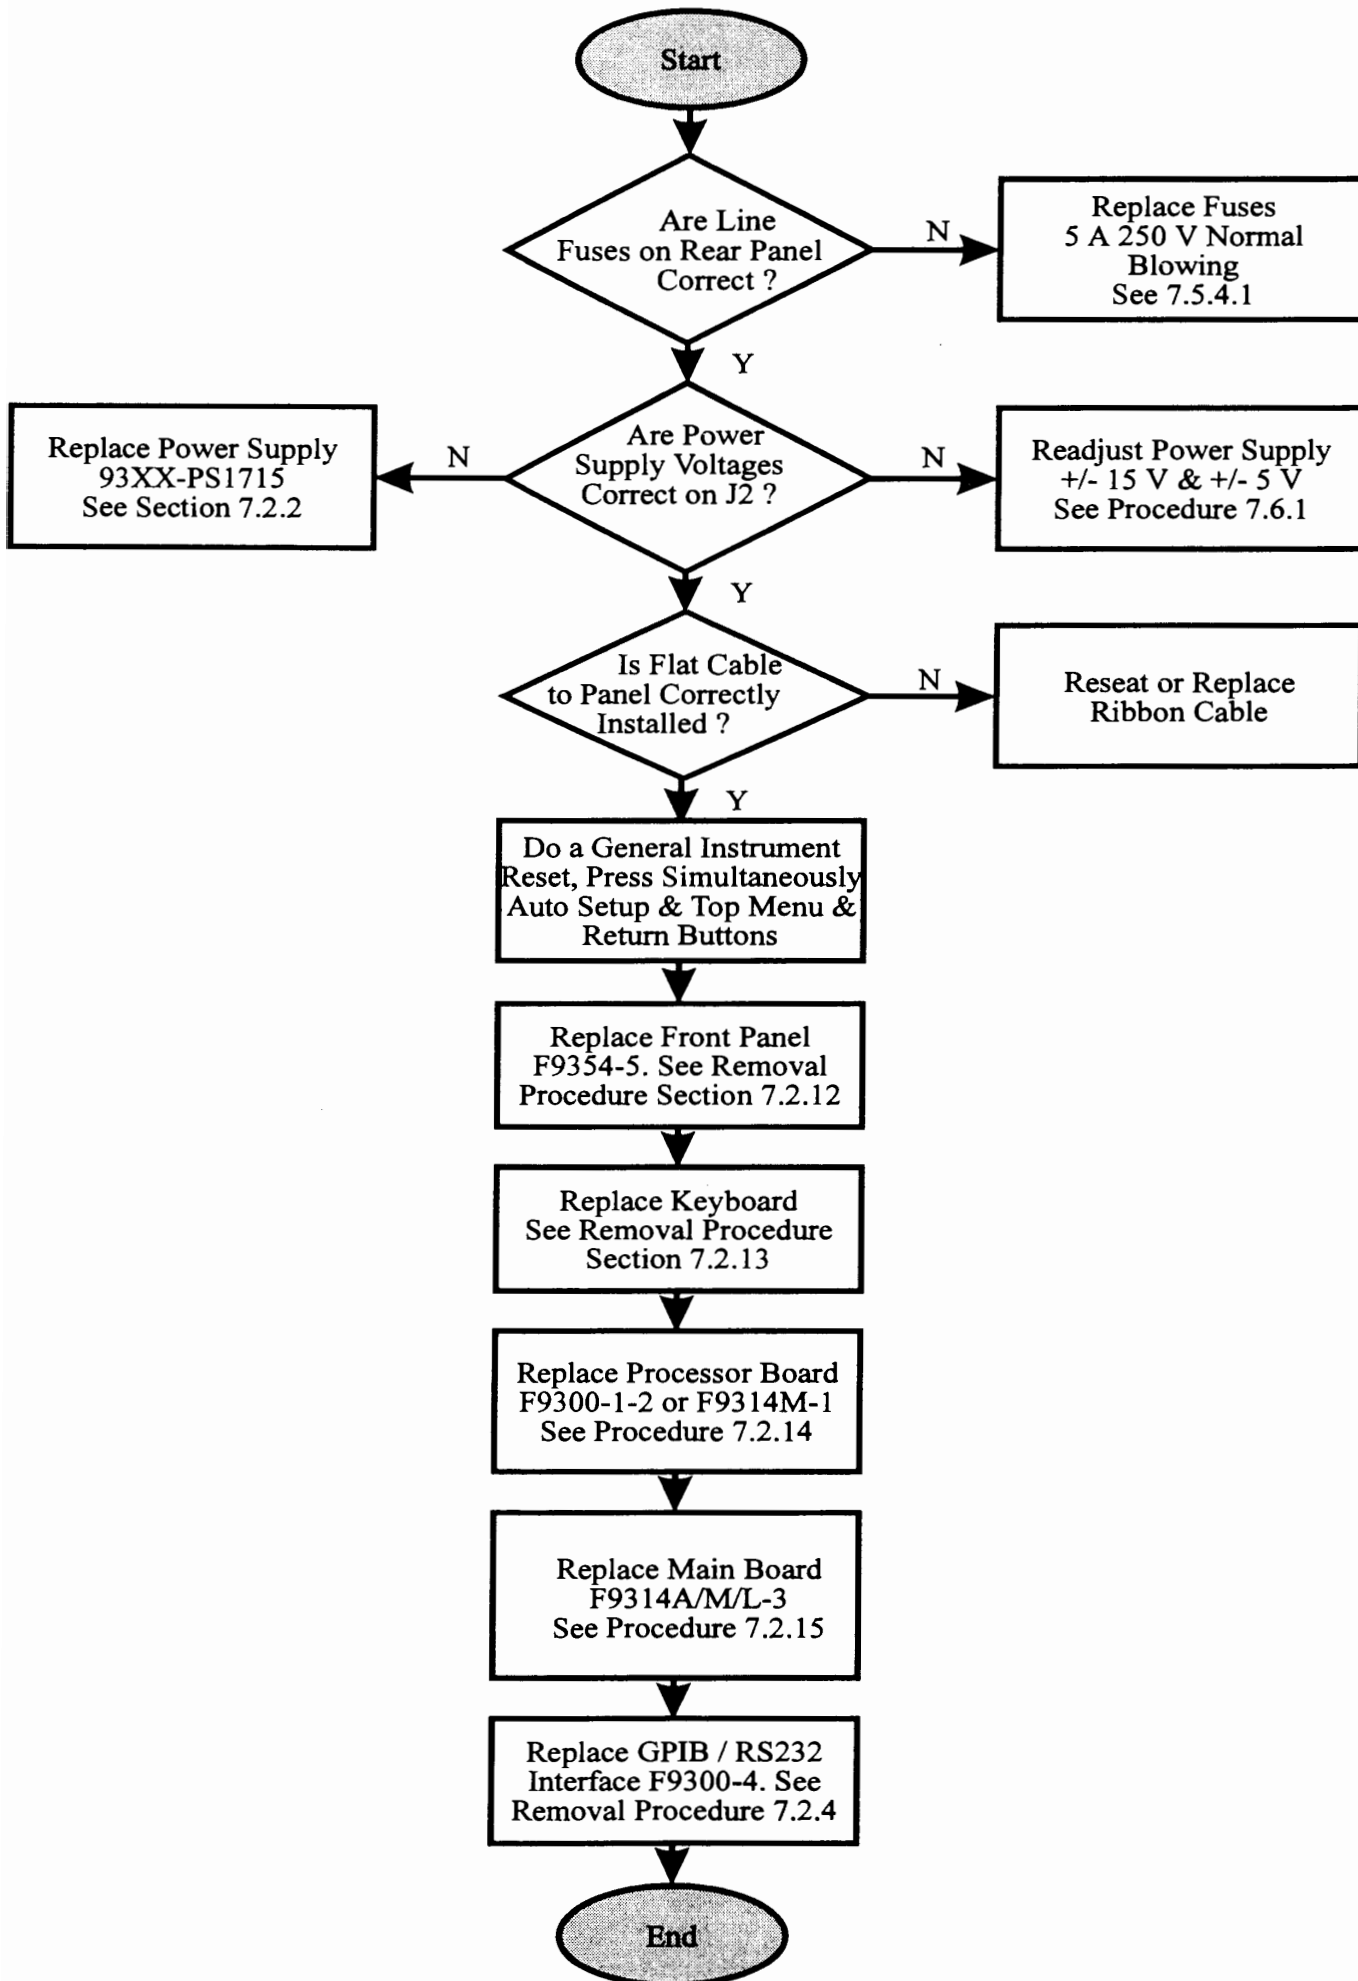 Start
Are Line
Fuses on Rear Panel
Correct ?
N
Replace Fuses
5 A 250 V Normal
Blowing
See 7.5.4.1
Y
Replace Power Supply
93XX-PS1715
See Section 7.2.2
N
Are Power
Supply Voltages
Correct on J2 ?
N
Readjust Power Supply
+/- 15 V & +/- 5 V
See Procedure 7.6.1
Y
Is Flat Cable
to Panel Correctly
Installed ?
N
Reseat or Replace
Ribbon Cable
Y
Do a General Instrument
Reset, Press Simultaneously
Auto Setup & Top Menu &
Return Buttons
Replace Front Panel
F9354-5. See Removal
Procedure Section 7.2.12
Replace Keyboard
See Removal Procedure
Section 7.2.13
Replace Processor Board
F9300-1-2 or F9314M-1
See Procedure 7.2.14
Replace Main Board
F9314A/M/L-3
See Procedure 7.2.15
Replace GPIB / RS232
Interface F9300-4. See
Removal Procedure 7.2.4
End